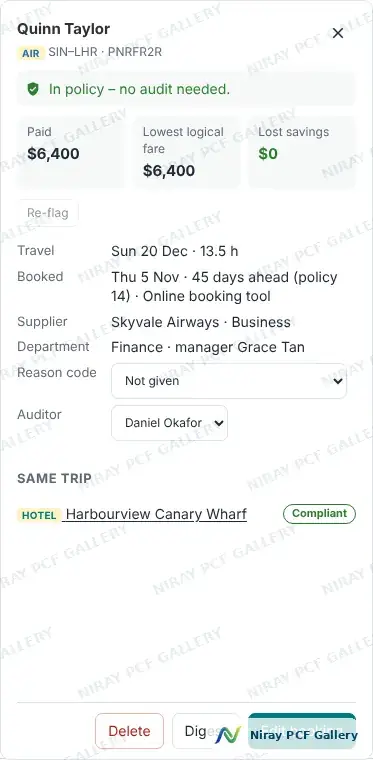 Quinn Taylor
AIR SIN–LHR · PNRFR2R
In policy – no audit needed.
Paid
$6,400
Lowest logical
fare
$6,400
Lost savings
$0
Re-flag
Travel
Sun 20 Dec · 13.5 h
Booked
Thu 5 Nov · 45 days ahead (policy
14) · Online booking tool
Supplier
Skyvale Airways · Business
Department
Finance · manager Grace Tan
Reason code
Not given
Auditor
Daniel Okafor
SAME TRIP
HOTEL Harbourview Canary Wharf
Compliant
Delete
Dig
Niray PCF Gallery
NIRAY PCF GALLERY